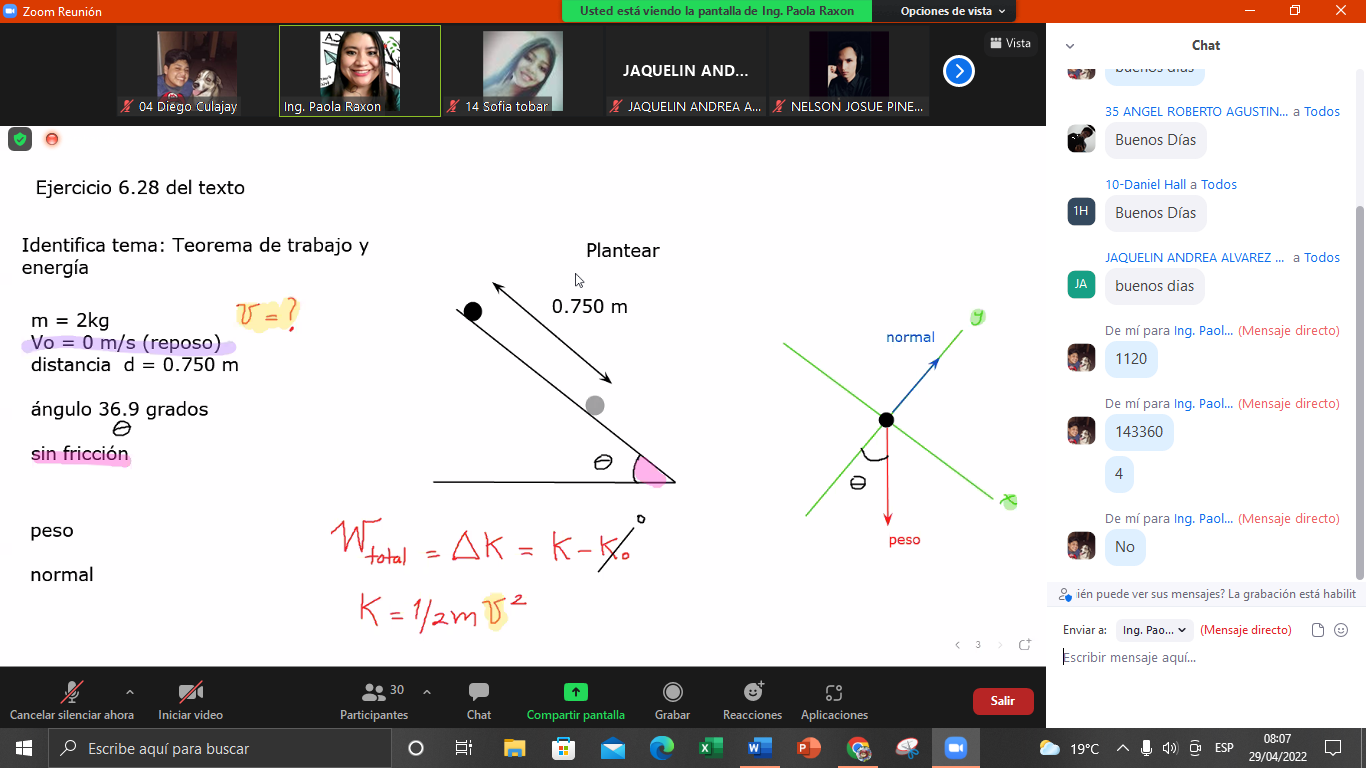 Zoom Reunión
Usted está viendo la pantalla de Ing. Paola Raxon
Opciones de vista
04 Diego Culajay
Ing. Paola Raxon
14 Sofia tobar
JAQUELIN AND...
JAQUELIN ANDREA A...
NELSON JOSUE PINE...
Vista
Ejercicio 6.28 del texto
Identifica tema: Teorema de trabajo y
energía
m = 2kg
v = ?
Vo = 0 m/s (reposo)
distancia d = 0.750 m
ángulo 36.9 grados
θ
sin fricción
peso
normal
Plantear
0.750 m
θ
normal
y
θ
x
peso
W total = ΔK = K - K₀ 0
K = 1/2 m v²
3
Chat
buenos dias
35 ANGEL ROBERTO AGUSTIN... a Todos
Buenos Días
10-Daniel Hall a Todos
1H
Buenos Días
JAQUELIN ANDREA ALVAREZ ... a Todos
JA
buenos dias
De mí para Ing. Paol... (Mensaje directo)
1120
De mí para Ing. Paol... (Mensaje directo)
143360
4
De mí para Ing. Paol... (Mensaje directo)
No
ién puede ver sus mensajes? La grabación está habilit
Enviar a: Ing. Pao... (Mensaje directo)
Escribir mensaje aquí...
Cancelar silenciar ahora
Iniciar video
30
Participantes
Chat
Compartir pantalla
Grabar
Reacciones
Aplicaciones
Salir
Escribe aquí para buscar
19°C
ESP
08:07
29/04/2022